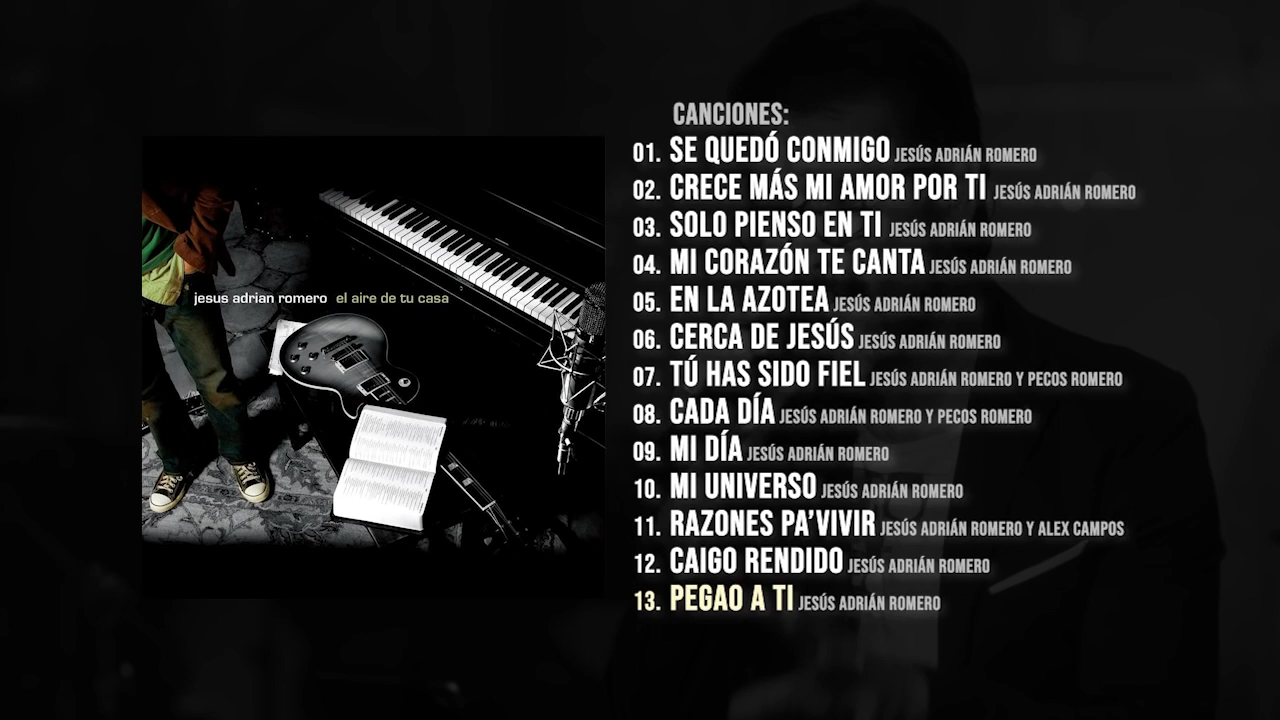 jesus adrian romero el aire de tu casa
CANCIONES:
01. SE QUEDÓ CONMIGO JESÚS ADRIÁN ROMERO
02. CRECE MÁS MI AMOR POR TI JESÚS ADRIÁN ROMERO
03. SOLO PIENSO EN TI JESÚS ADRIÁN ROMERO
04. MI CORAZÓN TE CANTA JESÚS ADRIÁN ROMERO
05. EN LA AZOTEA JESÚS ADRIÁN ROMERO
06. CERCA DE JESÚS JESÚS ADRIÁN ROMERO
07. TÚ HAS SIDO FIEL JESÚS ADRIÁN ROMERO Y PECOS ROMERO
08. CADA DÍA JESÚS ADRIÁN ROMERO Y PECOS ROMERO
09. MI DÍA JESÚS ADRIÁN ROMERO
10. MI UNIVERSO JESÚS ADRIÁN ROMERO
11. RAZONES PA’VIVIR JESÚS ADRIÁN ROMERO Y ALEX CAMPOS
12. CAIGO RENDIDO JESÚS ADRIÁN ROMERO
13. PEGAO A TI JESÚS ADRIÁN ROMERO